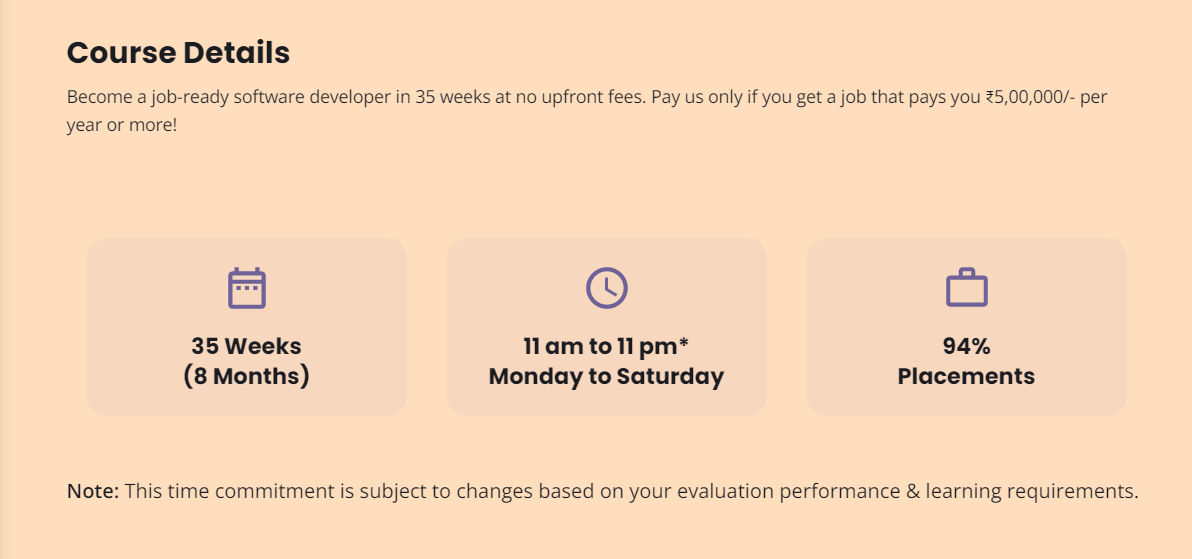 Course Details
Become a job-ready software developer in 35 weeks at no upfront fees. Pay us only if you get a job that pays you ₹5,00,000/- per
year or more!
35 Weeks
(8 Months)
11 am to 11 pm*
Monday to Saturday
94%
Placements
Note: This time commitment is subject to changes based on your evaluation performance & learning requirements.